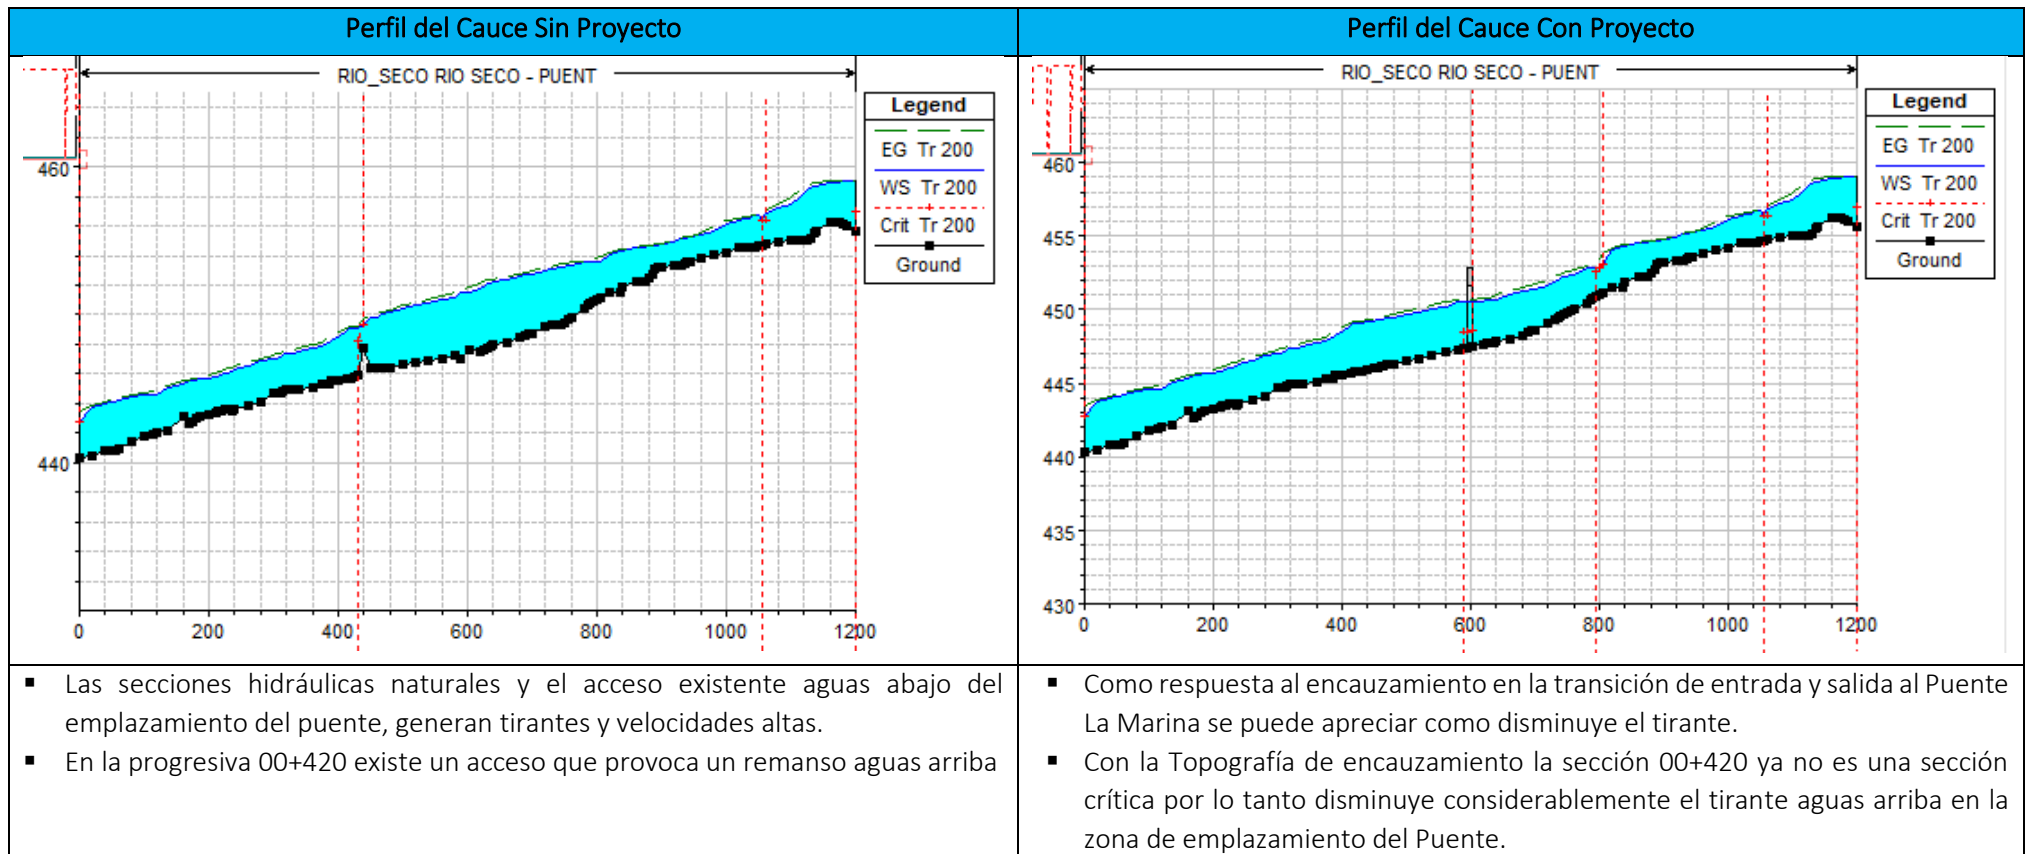 Perfil del Cauce Sin Proyecto
RIO_SECO RIO SECO - PUENT
Legend
EG Tr 200
WS Tr 200
Crit Tr 200
Ground
460
440
0 200 400 600 800 1000 1200
▪ Las secciones hidráulicas naturales y el acceso existente aguas abajo del
emplazamiento del puente, generan tirantes y velocidades altas.
▪ En la progresiva 00+420 existe un acceso que provoca un remanso aguas arriba
Perfil del Cauce Con Proyecto
RIO_SECO RIO SECO - PUENT
Legend
EG Tr 200
WS Tr 200
Crit Tr 200
Ground
460
455
450
445
440
435
430
0 200 400 600 800 1000 1200
▪ Como respuesta al encauzamiento en la transición de entrada y salida al Puente
La Marina se puede apreciar como disminuye el tirante.
▪ Con la Topografía de encauzamiento la sección 00+420 ya no es una sección
crítica por lo tanto disminuye considerablemente el tirante aguas arriba en la
zona de emplazamiento del Puente.